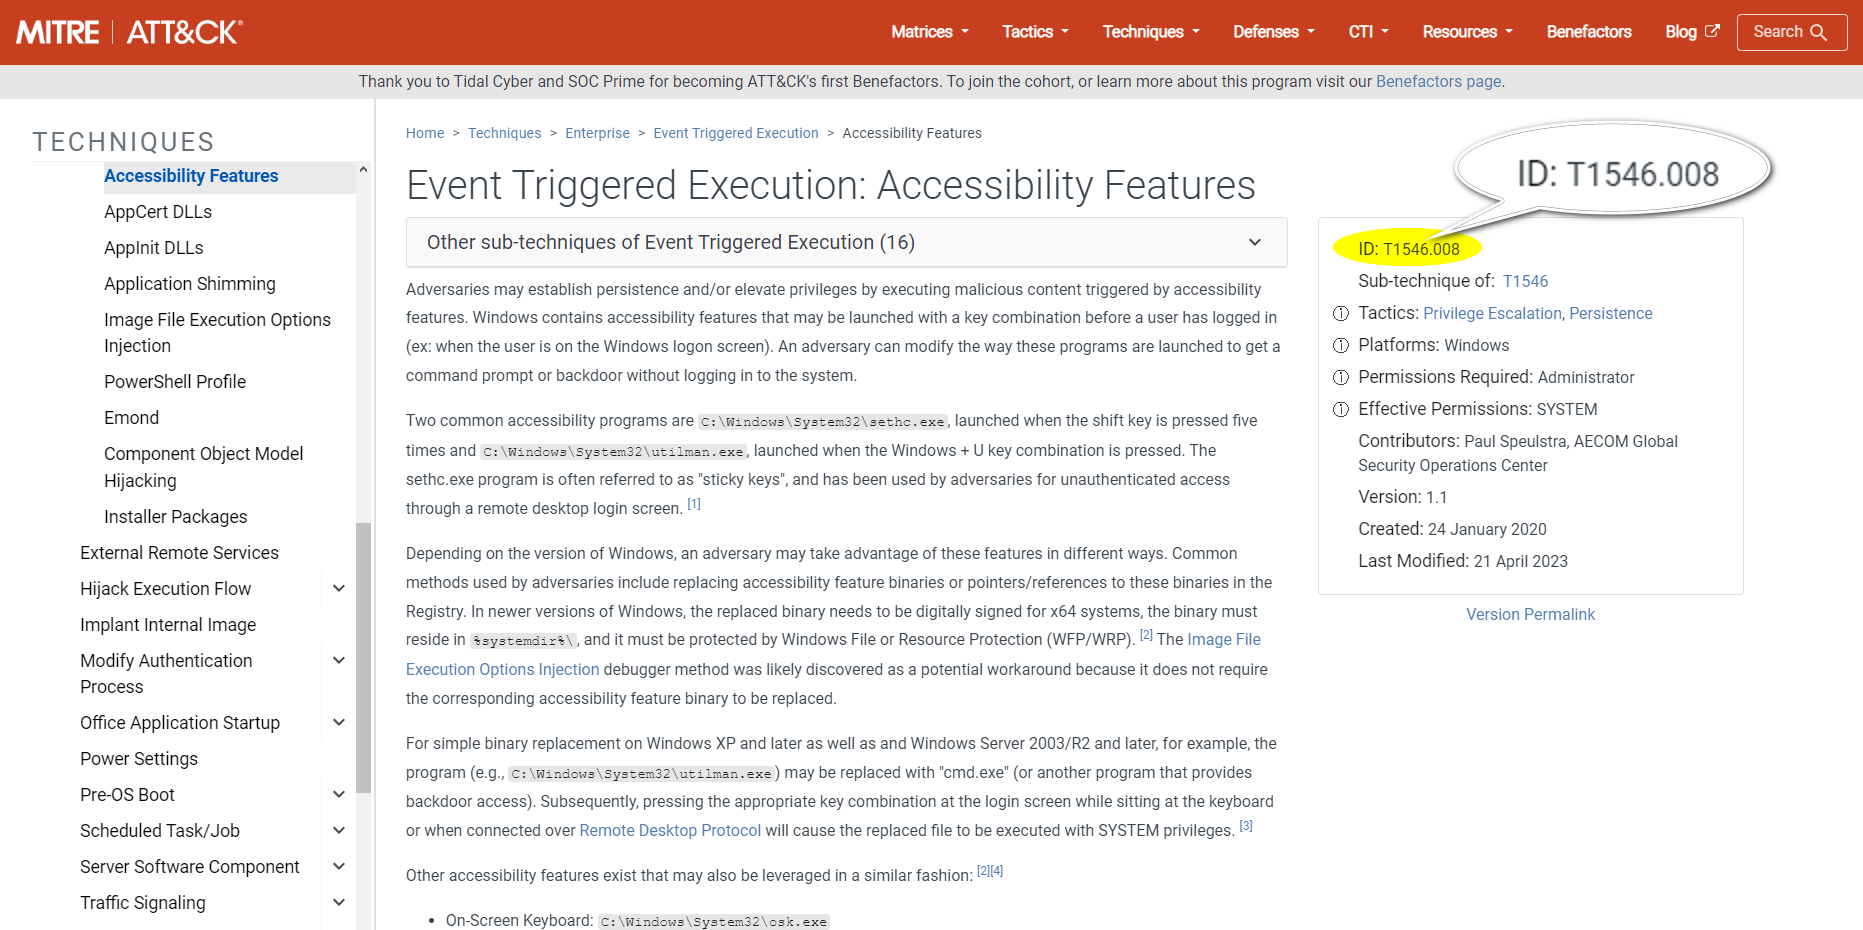 MITRE | ATT&CK®
Matrices Tactics Techniques Defenses CTI Resources Benefactors Blog Search
Thank you to Tidal Cyber and SOC Prime for becoming ATT&CK's first Benefactors. To join the cohort, or learn more about this program visit our Benefactors page.
TECHNIQUES
Accessibility Features
AppCert DLLs
AppInit DLLs
Application Shimming
Image File Execution Options
Injection
PowerShell Profile
Emond
Component Object Model
Hijacking
Installer Packages
External Remote Services
Hijack Execution Flow
Implant Internal Image
Modify Authentication
Process
Office Application Startup
Power Settings
Pre-OS Boot
Scheduled Task/Job
Server Software Component
Traffic Signaling
Home > Techniques > Enterprise > Event Triggered Execution > Accessibility Features
Event Triggered Execution: Accessibility Features
Other sub-techniques of Event Triggered Execution (16)
Adversaries may establish persistence and/or elevate privileges by executing malicious content triggered by accessibility
features. Windows contains accessibility features that may be launched with a key combination before a user has logged in
(ex: when the user is on the Windows logon screen). An adversary can modify the way these programs are launched to get a
command prompt or backdoor without logging in to the system.
Two common accessibility programs are C:\Windows\System32\sethc.exe, launched when the shift key is pressed five
times and C:\Windows\System32\utilman.exe, launched when the Windows + U key combination is pressed. The
sethc.exe program is often referred to as "sticky keys", and has been used by adversaries for unauthenticated access
through a remote desktop login screen. [1]
Depending on the version of Windows, an adversary may take advantage of these features in different ways. Common
methods used by adversaries include replacing accessibility feature binaries or pointers/references to these binaries in the
Registry. In newer versions of Windows, the replaced binary needs to be digitally signed for x64 systems, the binary must
reside in %systemdir%\, and it must be protected by Windows File or Resource Protection (WFP/WRP). [2] The Image File
Execution Options Injection debugger method was likely discovered as a potential workaround because it does not require
the corresponding accessibility feature binary to be replaced.
For simple binary replacement on Windows XP and later as well as and Windows Server 2003/R2 and later, for example, the
program (e.g., C:\Windows\System32\utilman.exe) may be replaced with "cmd.exe" (or another program that provides
backdoor access). Subsequently, pressing the appropriate key combination at the login screen while sitting at the keyboard
or when connected over Remote Desktop Protocol will cause the replaced file to be executed with SYSTEM privileges. [3]
Other accessibility features exist that may also be leveraged in a similar fashion: [2][4]
• On-Screen Keyboard: C:\Windows\System32\osk.exe
ID: T1546.008
ID: T1546.008
Sub-technique of: T1546
Tactics: Privilege Escalation, Persistence
Platforms: Windows
Permissions Required: Administrator
Effective Permissions: SYSTEM
Contributors: Paul Speulstra, AECOM Global
Security Operations Center
Version: 1.1
Created: 24 January 2020
Last Modified: 21 April 2023
Version Permalink